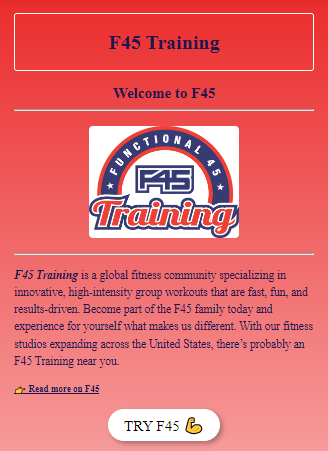 F45 Training
Welcome to F45
FUNCTIONAL 45
F45
Training
F45 Training is a global fitness community specializing in
innovative, high-intensity group workouts that are fast, fun, and
results-driven. Become part of the F45 family today and
experience for yourself what makes us different. With our fitness
studios expanding across the United States, there’s probably an
F45 Training near you.
👉 Read more on F45
TRY F45 💪